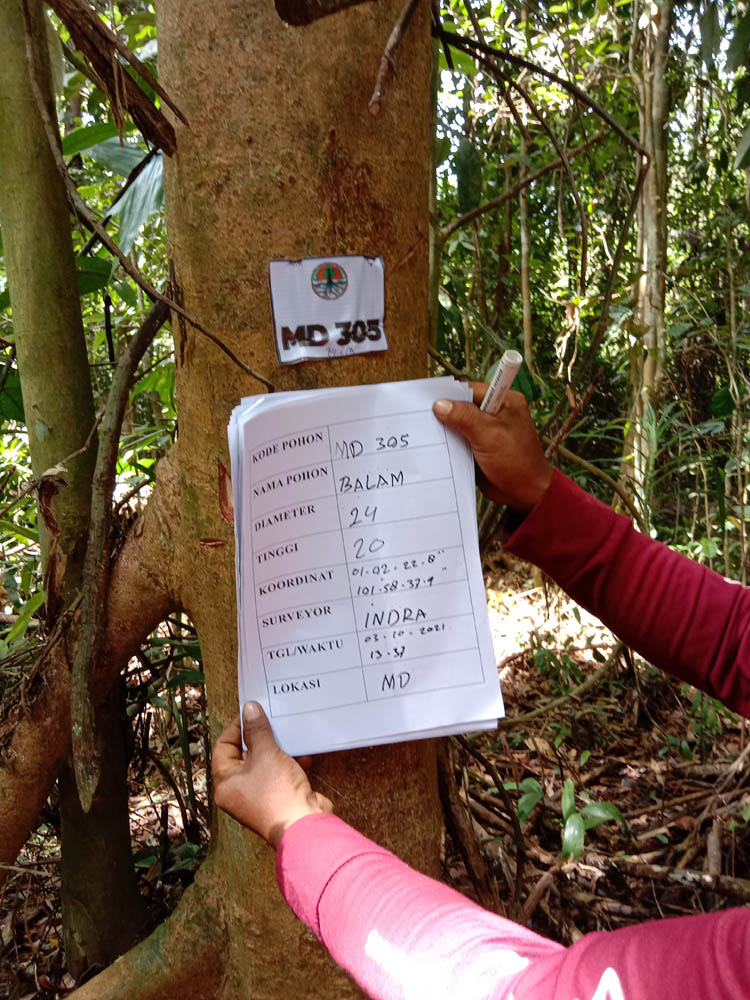 MD 305
KODE POHON MD 305
NAMA POHON BALAM
DIAMETER 24
TINGGI 20
KOORDINAT 01.02.22.8"
101.58.37.9"
SURVEYOR INDRA
TGL/WAKTU 03.10.2021
13.37
LOKASI MD